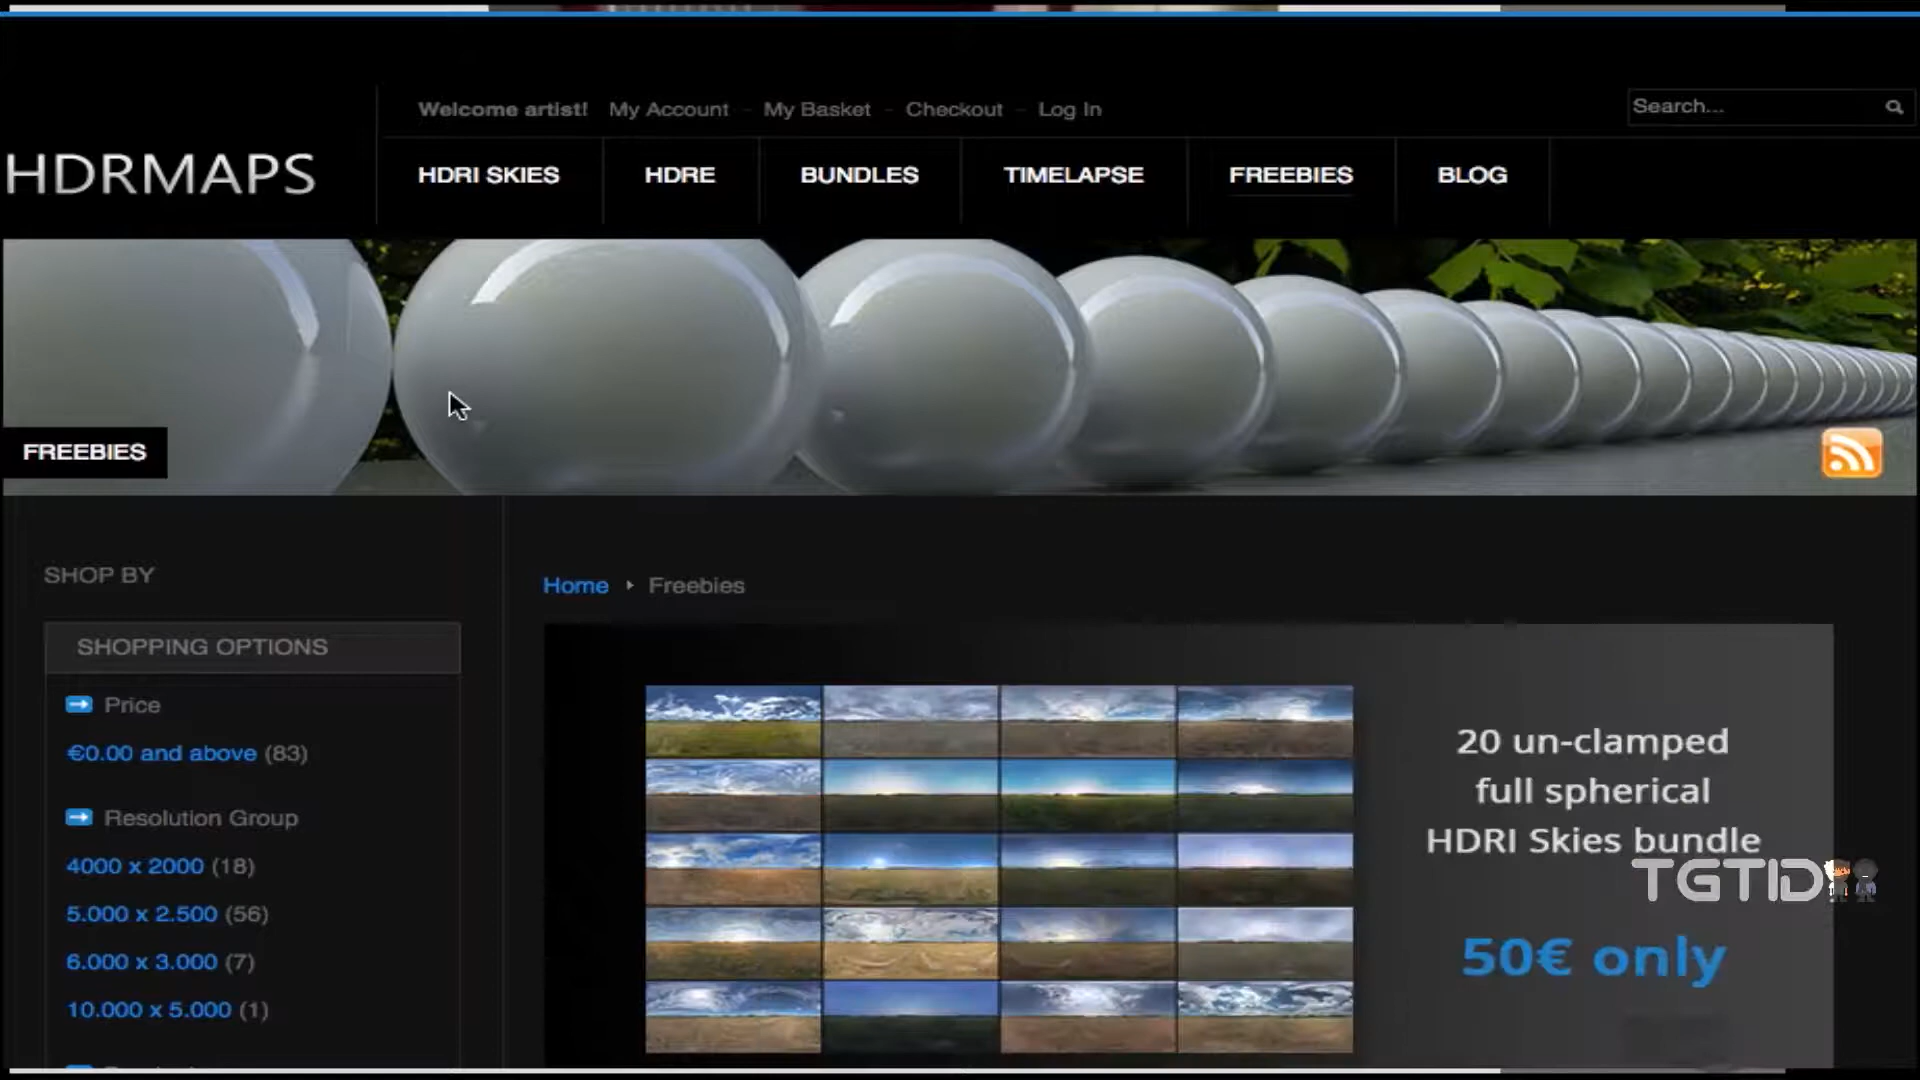 Welcome artist! My Account - My Basket - Checkout - Log In
Search...
HDRMAPS
HDRI SKIES
HDRE
BUNDLES
TIMELAPSE
FREEBIES
BLOG
FREEBIES
SHOP BY
Home Freebies
SHOPPING OPTIONS
Price
€0.00 and above (83)
Resolution Group
4000 x 2000 (18)
5.000 x 2.500 (56)
6.000 x 3.000 (7)
10.000 x 5.000 (1)
20 un-clamped
full spherical
HDRI Skies bundle
50€ only
TGTID